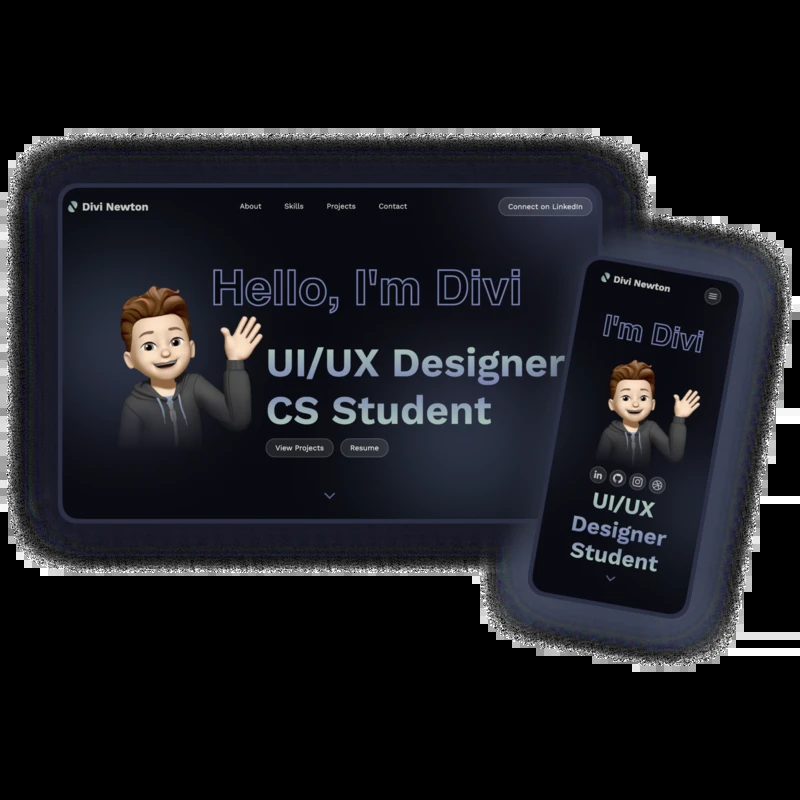 Divi Newton
About
Skills
Projects
Contact
Connect on LinkedIn
Hello, I'm Divi
UI/UX Designer
CS Student
View Projects
Resume
Divi Newton
I'm Divi
in
UI/UX
Designer
Student